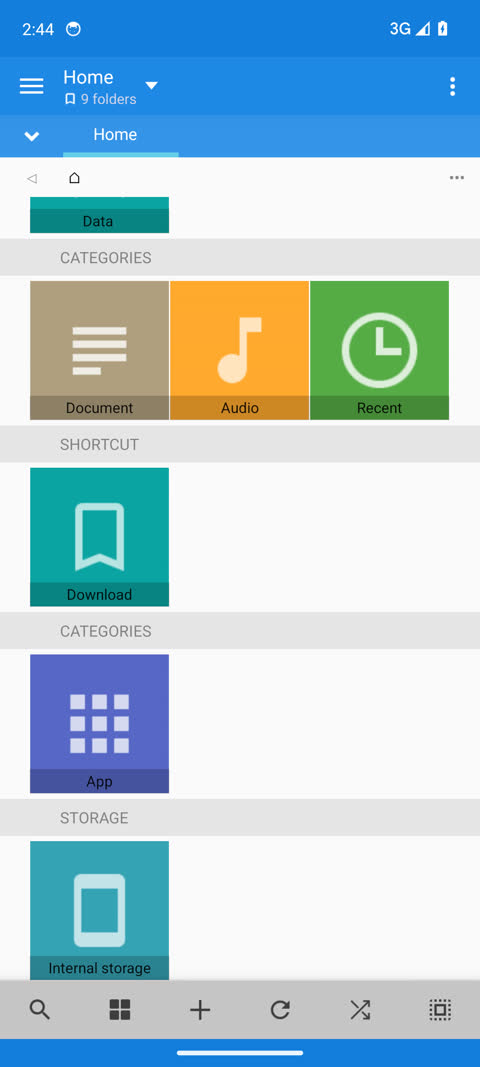 2:44
3G
Home
9 folders
Home
Data
CATEGORIES
Document
Audio
Recent
SHORTCUT
Download
CATEGORIES
App
STORAGE
Internal storage